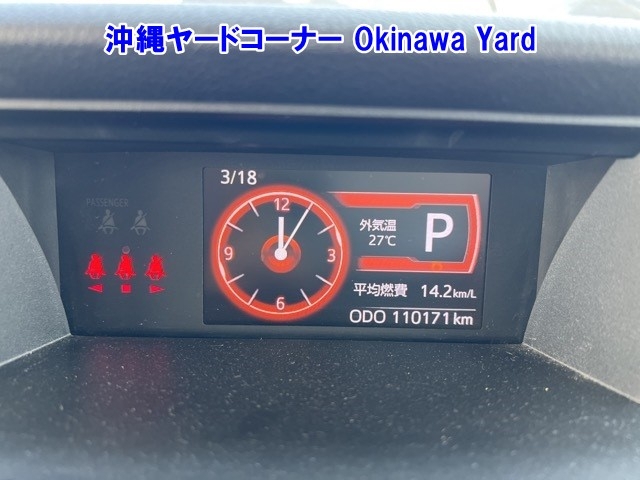 沖縄ヤードコーナー Okinawa Yard
3/18
PASSENGER
12
3
6
9
外気温
27℃
P
平均燃費 14.2km/L
ODO 110171km